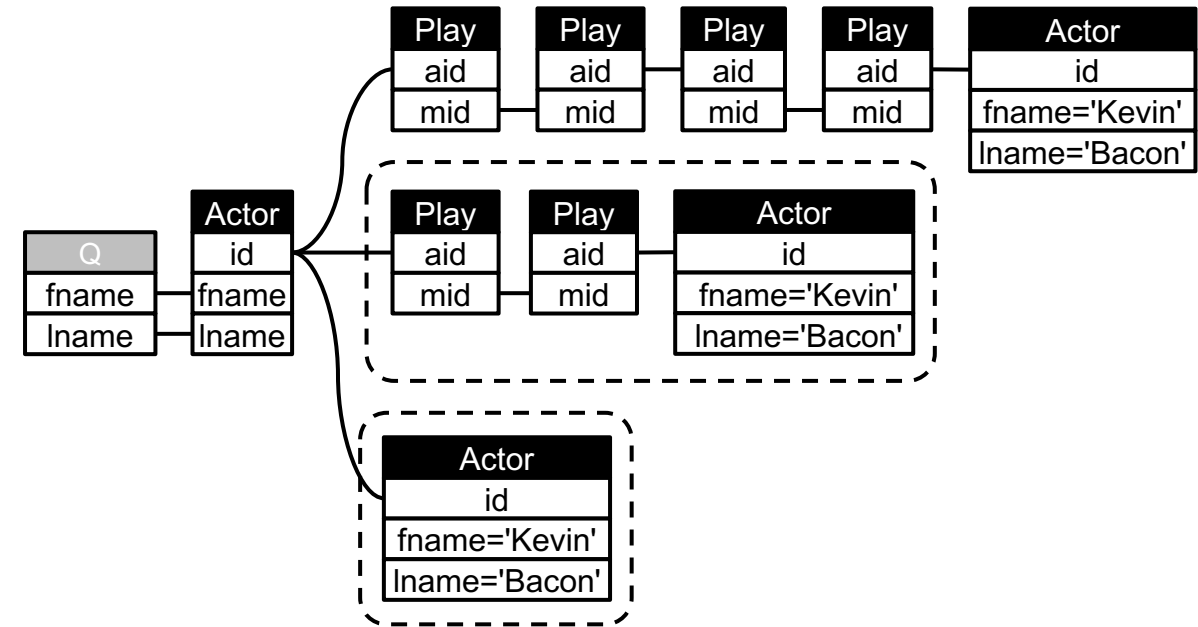 Play Play Play Play Actor
aid aid aid aid id
mid mid mid mid fname='Kevin'
lname='Bacon'
Actor Play Play Actor
Q id aid aid id
fname fname mid mid fname='Kevin'
lname lname lname='Bacon'
Actor
id
fname='Kevin'
lname='Bacon'